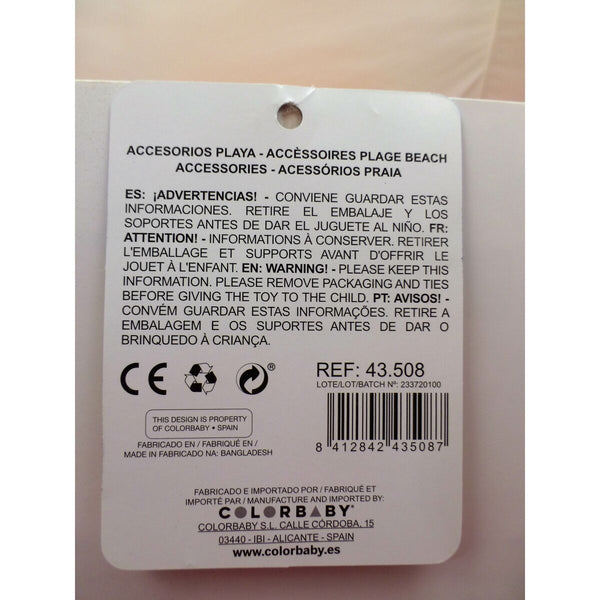 ACCESORIOS PLAYA - ACCÈSSOIRES PLAGE BEACH
ACCESSORIES - ACESSÓRIOS PRAIA
ES: ¡ADVERTENCIAS! - CONVIENE GUARDAR ESTAS
INFORMACIONES. RETIRE EL EMBALAJE Y LOS
SOPORTES ANTES DE DAR EL JUGUETE AL NIÑO. FR:
ATTENTION! - INFORMATIONS À CONSERVER. RETIRER
L'EMBALLAGE ET SUPPORTS AVANT D'OFFRIR LE
JOUET À L'ENFANT. EN: WARNING! - PLEASE KEEP THIS
INFORMATION. PLEASE REMOVE PACKAGING AND TIES
BEFORE GIVING THE TOY TO THE CHILD. PT: AVISOS! -
CONVÉM GUARDAR ESTAS INFORMAÇÕES. RETIRE A
EMBALAGEM E OS SUPORTES ANTES DE DAR O
BRINQUEDO À CRIANÇA.
CE
REF: 43.508
LOTE/LOT/BATCH Nº: 233720100
8 412842 435087
THIS DESIGN IS PROPERTY
OF COLORBABY • SPAIN
FABRICADO EN / FABRIQUÉ EN /
MADE IN FABRICADO NA: BANGLADESH
FABRICADO E IMPORTADO POR / FABRIQUÉ ET
IMPORTÉ PAR / MANUFACTURE AND IMPORTED BY:
COLORBABY®
COLORBABY S.L. CALLE CÓRDOBA, 15
03440 - IBI - ALICANTE - SPAIN
www.colorbaby.es